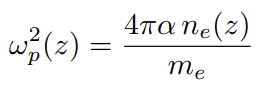 ω_p^2(z) = \frac{4πα n_e(z)}{m_e}